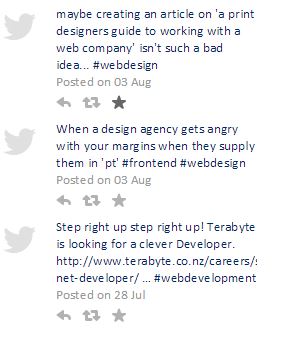 maybe creating an article on 'a print
designers guide to working with a
web company' isn't such a bad
idea... #webdesign
Posted on 03 Aug
When a design agency gets angry
with your margins when they supply
them in 'pt' #frontend #webdesign
Posted on 03 Aug
Step right up step right up! Terabyte
is looking for a clever Developer.
http://www.terabyte.co.nz/careers/
net-developer/ ... #webdevelopment
Posted on 28 Jul